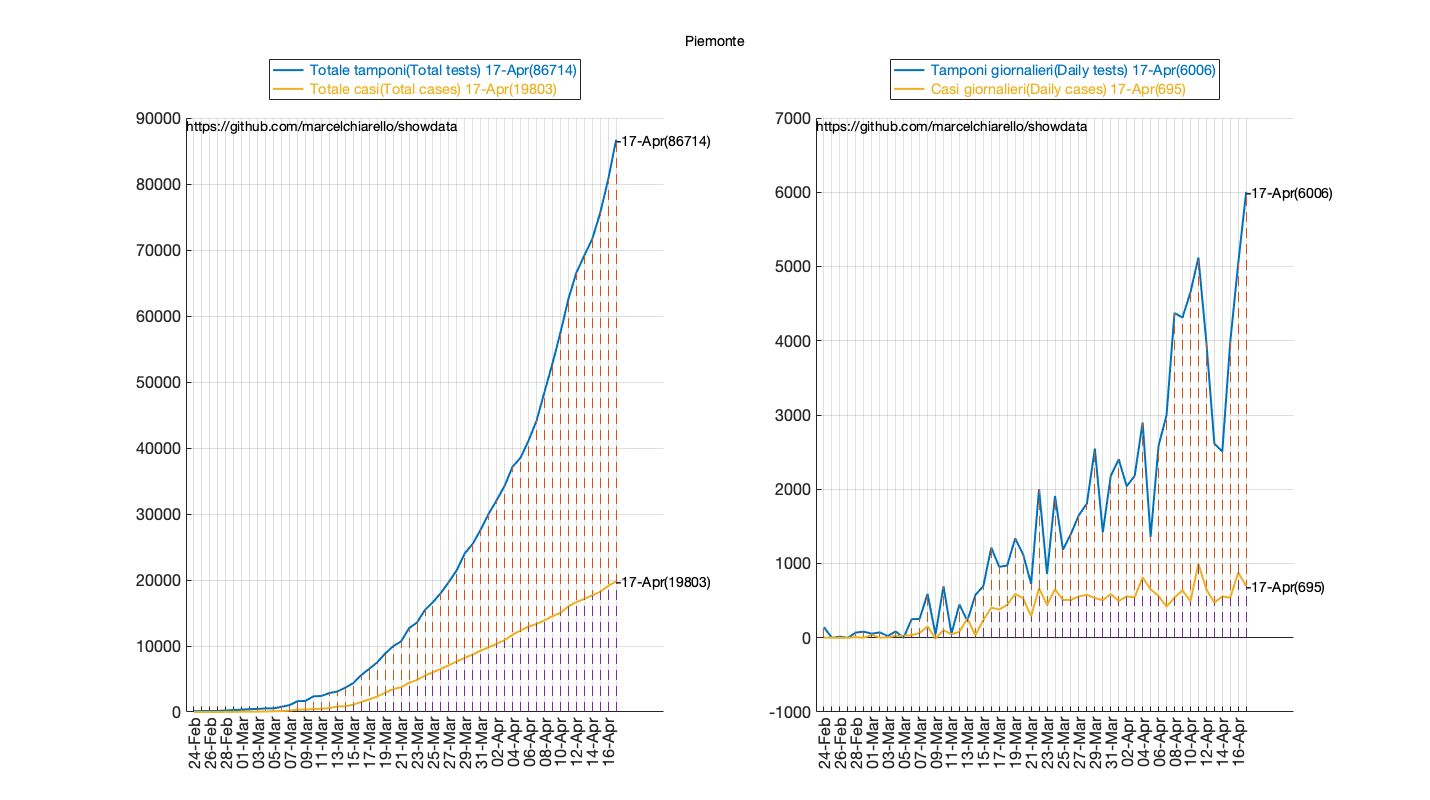 Piemonte
Totale tamponi(Total tests) 17-Apr(86714)
Totale casi(Total cases) 17-Apr(19803)
90000
80000
70000
60000
50000
40000
30000
20000
10000
0
https://github.com/marcelchiarello/showdata
17-Apr(86714)
17-Apr(19803)
24-Feb
26-Feb
28-Feb
01-Mar
03-Mar
05-Mar
07-Mar
09-Mar
11-Mar
13-Mar
15-Mar
17-Mar
19-Mar
21-Mar
23-Mar
25-Mar
27-Mar
29-Mar
31-Mar
02-Apr
04-Apr
06-Apr
08-Apr
10-Apr
12-Apr
14-Apr
16-Apr
Tamponi giornalieri(Daily tests) 17-Apr(6006)
Casi giornalieri(Daily cases) 17-Apr(695)
7000
6000
5000
4000
3000
2000
1000
0
-1000
https://github.com/marcelchiarello/showdata
17-Apr(6006)
17-Apr(695)
24-Feb
26-Feb
28-Feb
01-Mar
03-Mar
05-Mar
07-Mar
09-Mar
11-Mar
13-Mar
15-Mar
17-Mar
19-Mar
21-Mar
23-Mar
25-Mar
27-Mar
29-Mar
31-Mar
02-Apr
04-Apr
06-Apr
08-Apr
10-Apr
12-Apr
14-Apr
16-Apr